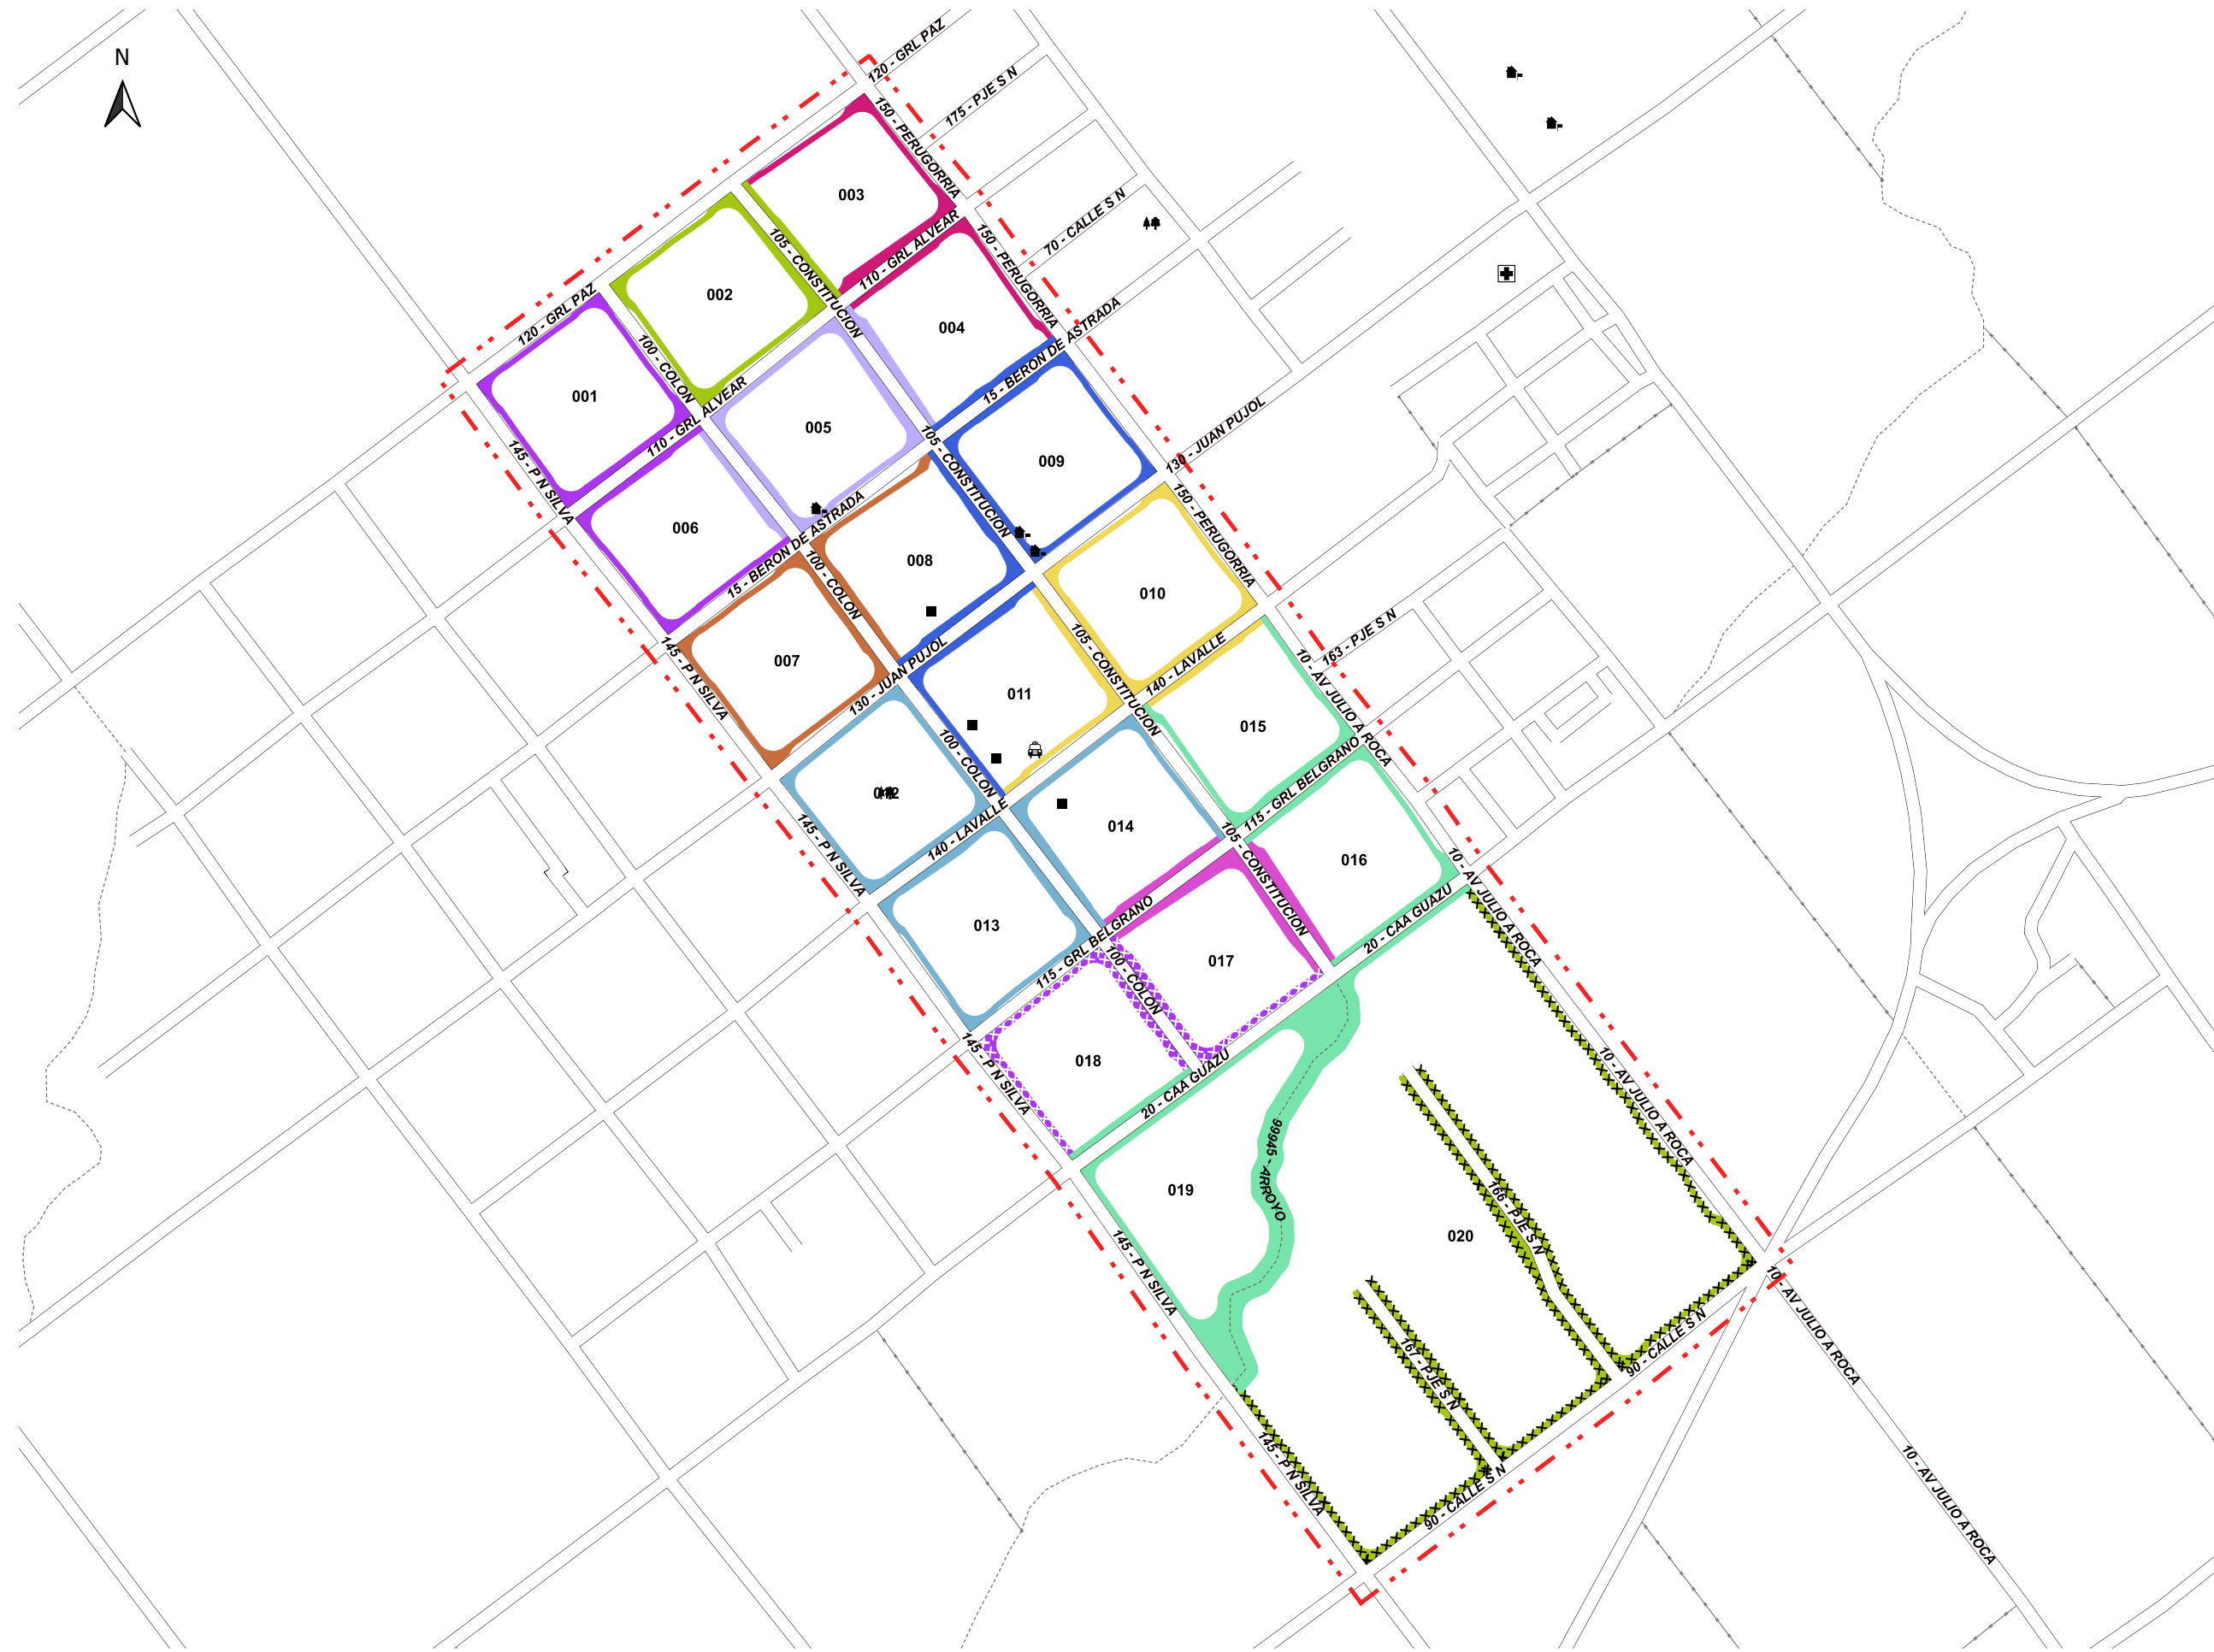 N
120 - GRL PAZ
175 - PJE S N
150 - PERUGORRIA
003
110 - GRL ALVEAR
70 - CALLE S N
150 - PERUGORRIA
105 - CONSTITUCION
002
120 - GRL PAZ
004
15 - BERON DE ASTRADA
100 - COLON
001
110 - GRL ALVEAR
005
130 - JUAN PUJOL
105 - CONSTITUCION
009
145 - P N SILVA
006
15 - BERON DE ASTRADA
150 - PERUGORRIA
008
100 - COLON
010
163 - PJE S N
007
130 - JUAN PUJOL
105 - CONSTITUCION
140 - LAVALLE
10 - AV JULIO A ROCA
145 - P N SILVA
011
015
100 - COLON
012
115 - GRL BELGRANO
140 - LAVALLE
014
105 - CONSTITUCION
145 - P N SILVA
016
10 - AV JULIO A ROCA
013
115 - GRL BELGRANO
20 - CAA GUAZU
017
100 - COLON
018
145 - P N SILVA
20 - CAA GUAZU
10 - AV JULIO A ROCA
99945 - ARROYO
019
166 - PJE S N
020
145 - P N SILVA
10 - AV JULIO A ROCA
90 - CALLE S N
167 - PJE S N
145 - P N SILVA
90 - CALLE S N
10 - AV JULIO A ROCA